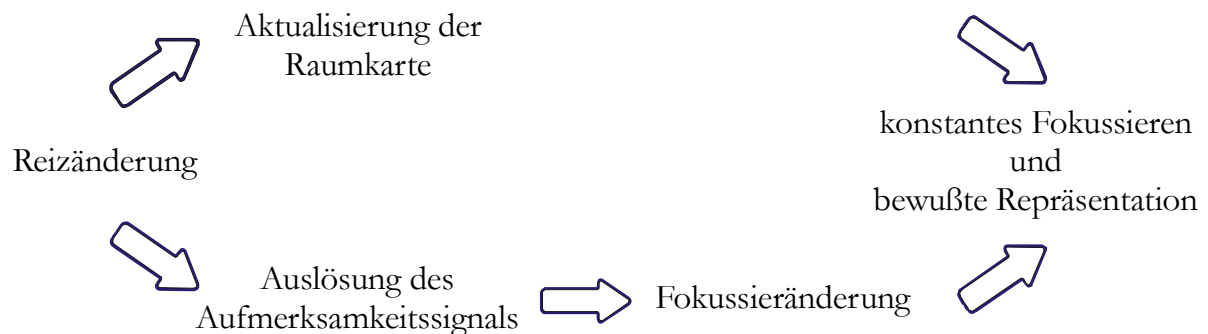 Aktualisierung der
Raumkarte
Reizänderung
konstantes Fokussieren
und
bewußte Repräsentation
Auslösung des
Aufmerksamkeitssignals
Fokussieränderung